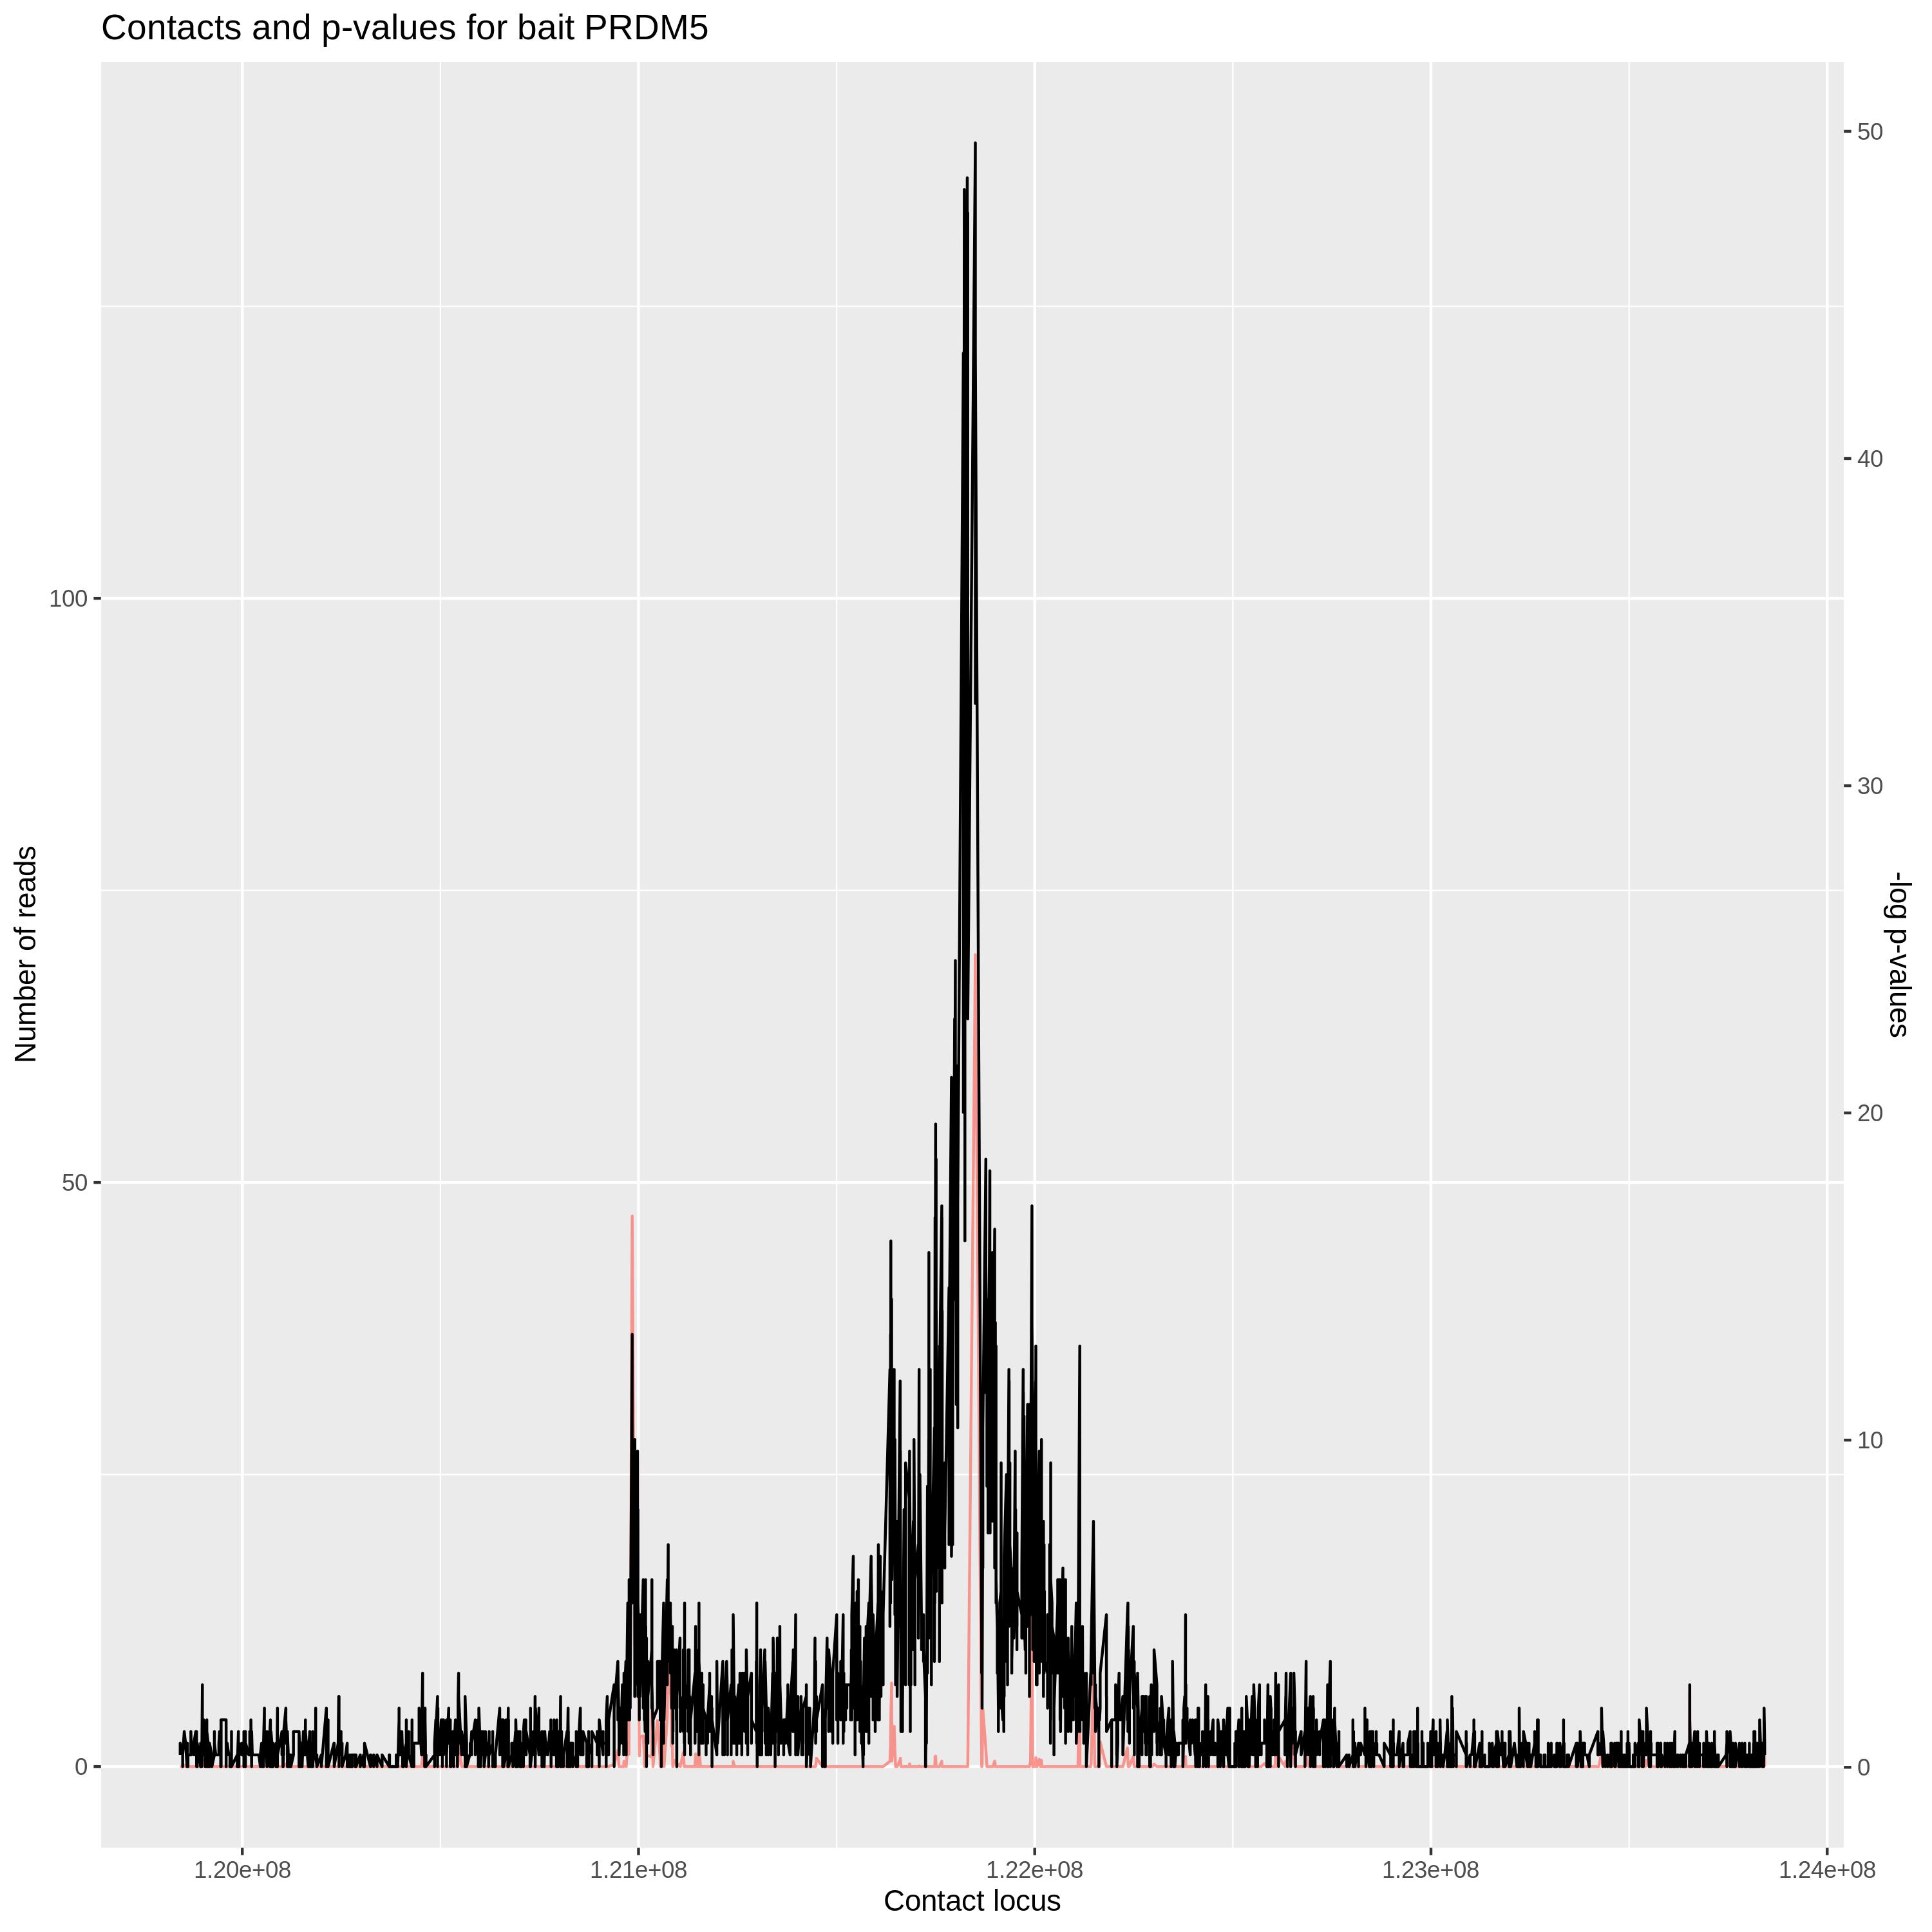 Contacts and p-values for bait PRDM5
Number of reads
100
50
0
50
40
30
20
10
0
-log p-values
1.20e+08 1.21e+08 1.22e+08 1.23e+08 1.24e+08
Contact locus